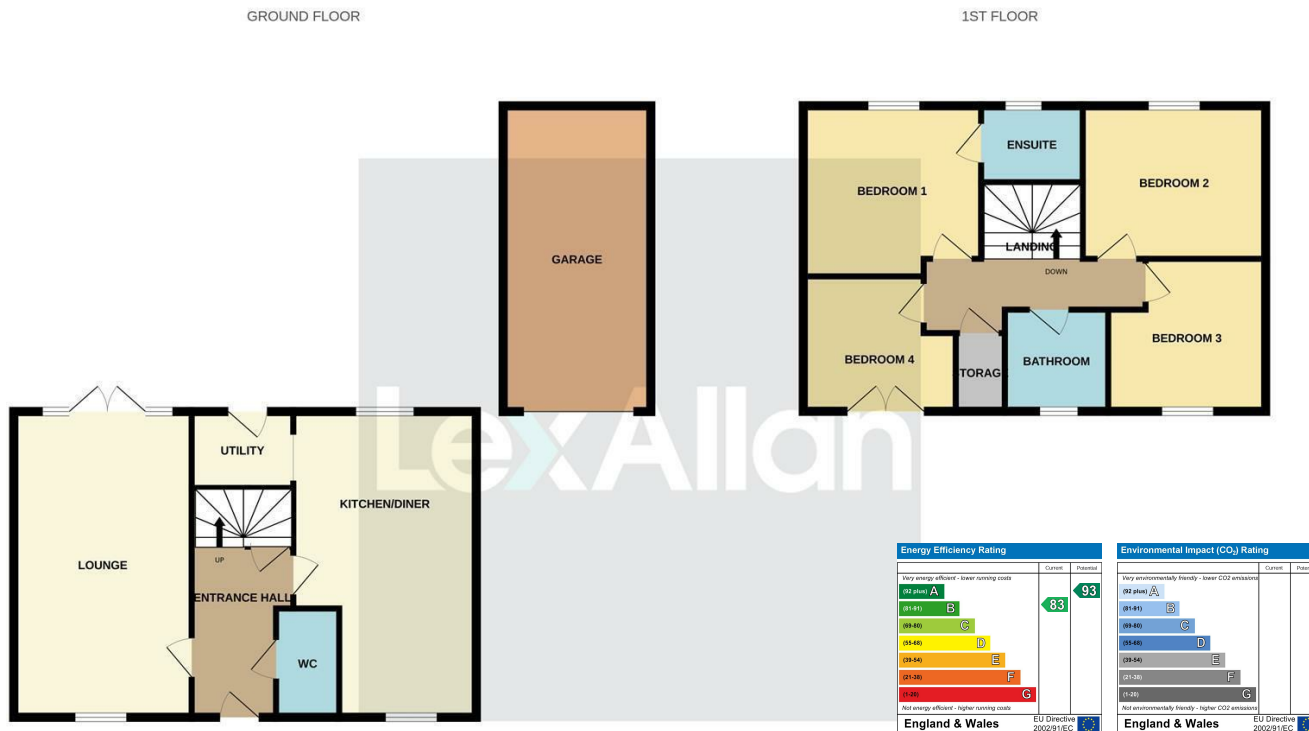 GROUND FLOOR
1ST FLOOR
ENSUITE
BEDROOM 1
BEDROOM 2
GARAGE
LANDING
DOWN
BEDROOM 4
TORAG
BATHROOM
BEDROOM 3
LexAllan
UTILITY
KITCHEN/DINER
LOUNGE
UP
ENTRANCE HALL
WC
Energy Efficiency Rating
Current Potential
Very energy efficient - lower running costs
(92 plus) A
(81-91) B
(69-80) C
(55-68) D
(39-54) E
(21-38) F
(1-20) G
83
93
Not energy efficient - higher running costs
England & Wales
EU Directive
2002/91/EC
Environmental Impact (CO₂) Rating
Current Poten
Very environmentally friendly - lower CO2 emissions
(92 plus) A
(81-91) B
(69-80) C
(55-68) D
(39-54) E
(21-38) F
(1-20) G
Not environmentally friendly - higher CO2 emissions
England & Wales
EU Directive
2002/91/EC